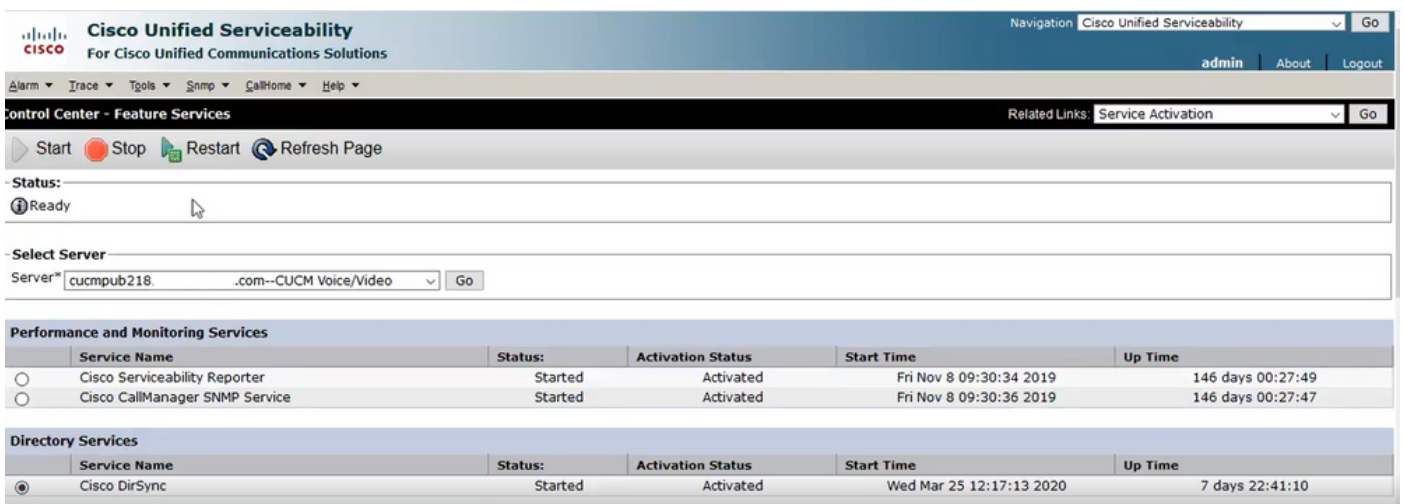 Cisco Unified Serviceability
Navigation Cisco Unified Serviceability Go
CISCO
For Cisco Unified Communications Solutions
admin About Logout
Alarm Trace Tools Snmp CallHome Help
Control Center - Feature Services Related Links: Service Activation Go
Start Stop Restart Refresh Page
Status:
Ready
Select Server
Server* cucmpub218. .com--CUCM Voice/Video Go
Performance and Monitoring Services
Service Name Status: Activation Status Start Time Up Time
Cisco Serviceability Reporter Started Activated Fri Nov 8 09:30:34 2019 146 days 00:27:49
Cisco CallManager SNMP Service Started Activated Fri Nov 8 09:30:36 2019 146 days 00:27:47
Directory Services
Service Name Status: Activation Status Start Time Up Time
Cisco DirSync Started Activated Wed Mar 25 12:17:13 2020 7 days 22:41:10